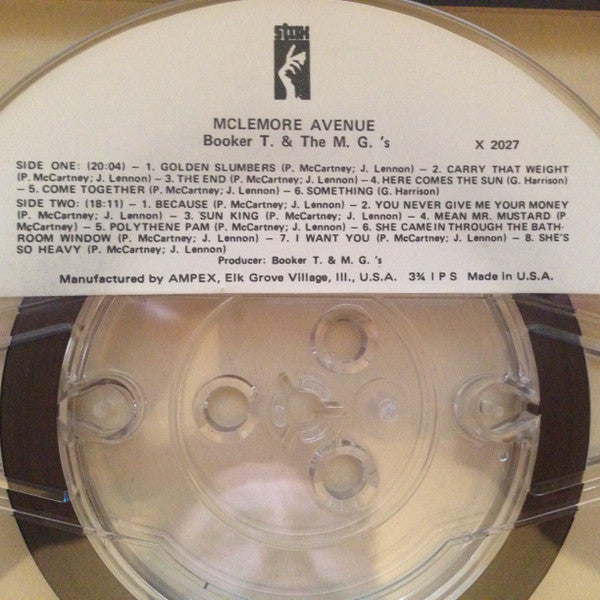 stax
MCLEMORE AVENUE
Booker T. & The M. G. 's X 2027
SIDE ONE: (20:04) — 1. GOLDEN SLUMBERS (P. McCartney; J. Lennon) — 2. CARRY THAT WEIGHT
(P. McCartney; J. Lennon) —3. THE END (P. McCartney; J. Lennon) —4. HERE COMES THE SUN (G. Harrison)
— 5. COME TOGETHER (P. McCartney; J. Lennon) — 6. SOMETHING (G. Harrison)
SIDE TWO: (18:11) — 1. BECAUSE (P. McCartney; J. Lennon) — 2. YOU NEVER GIVE ME YOUR MONEY
(P. McCartney; J. Lennon) — 3. SUN KING (P. McCartney; J. Lennon) — 4. MEAN MR. MUSTARD (P
McCartney) — 5. POLYTHENE PAM (P. McCartney; J. Lennon) — 6. SHE CAME IN THROUGH THE BATH-
ROOM WINDOW (P. McCartney; J. Lennon) — 7. I WANT YOU (P. McCartney; J. Lennon) — 8. SHE'S
SO HEAVY (P. McCartney; J. Lennon)
Producer: Booker T. & M. G. 's
Manufactured by AMPEX, Elk Grove Village, Ill., U.S.A. 3¾ I P S Made in U.S.A.